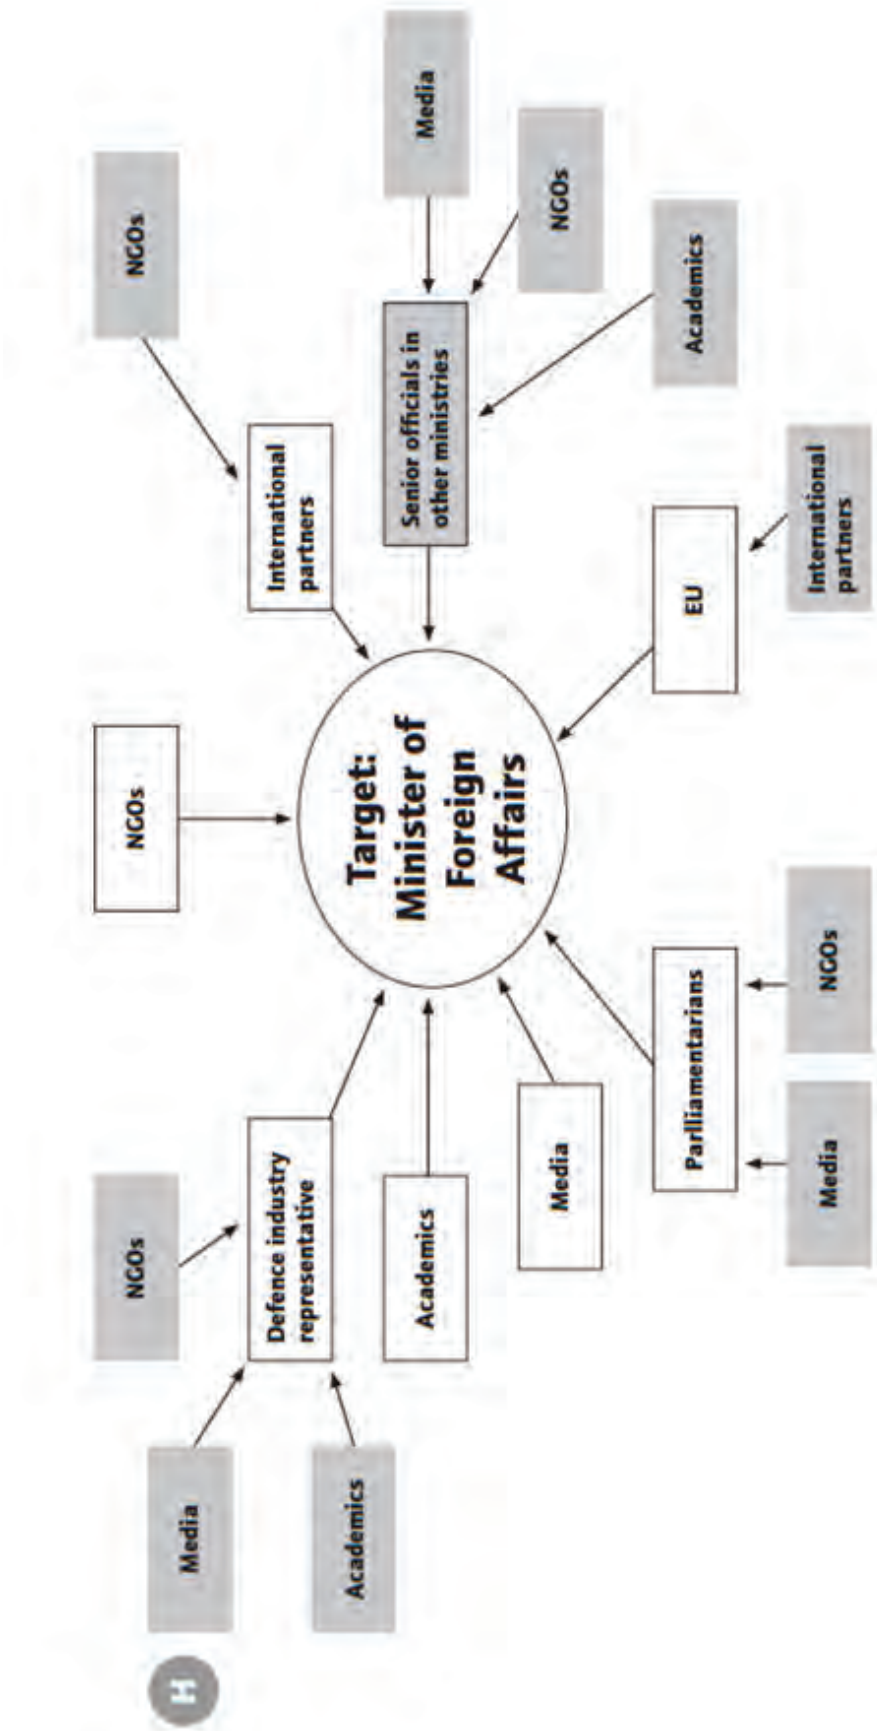 H
NGOs
NGOs
NGOs
Media
Defence industry
representative
International
partners
Academics
Academics
Target:
Minister of
Foreign
Affairs
Senior officials in
other ministries
Media
Media
NGOs
Parlliamentarians
EU
Academics
Media
NGOs
International
partners